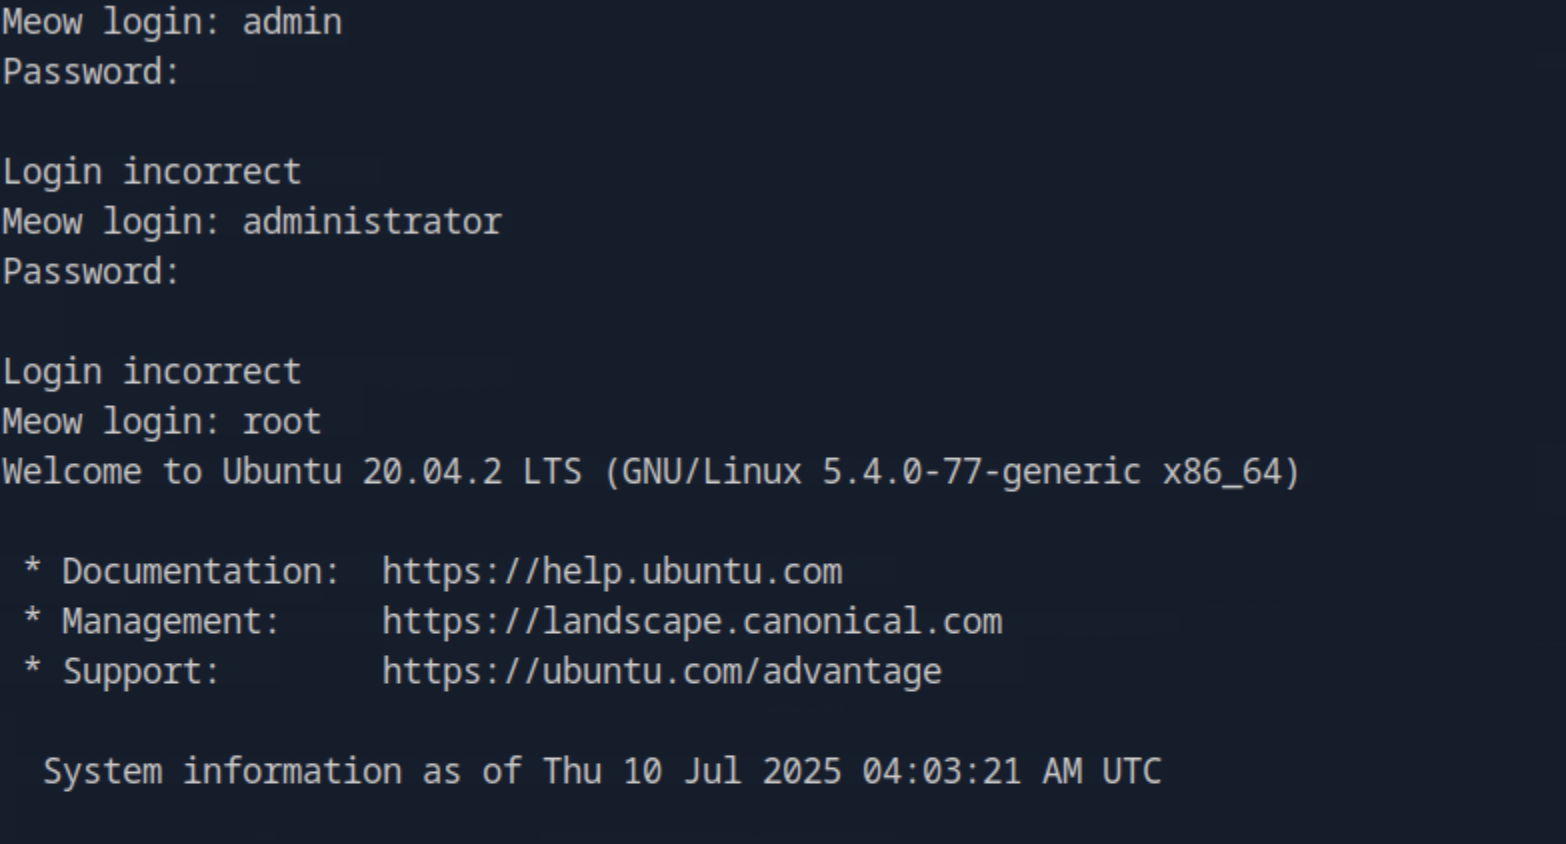 Meow login: admin
Password:
Login incorrect
Meow login: administrator
Password:
Login incorrect
Meow login: root
Welcome to Ubuntu 20.04.2 LTS (GNU/Linux 5.4.0-77-generic x86_64)
* Documentation:  https://help.ubuntu.com
* Management:     https://landscape.canonical.com
* Support:        https://ubuntu.com/advantage
System information as of Thu 10 Jul 2025 04:03:21 AM UTC